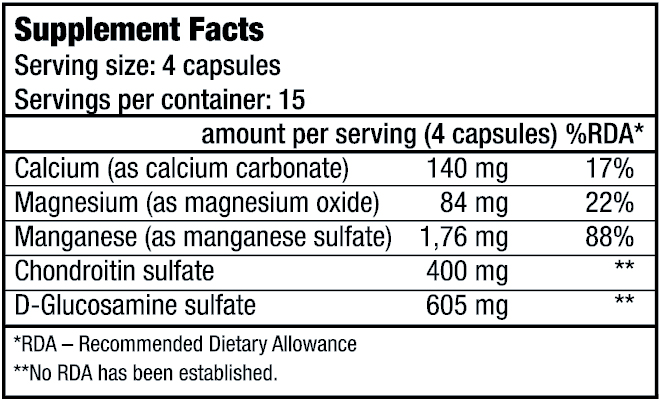 Supplement Facts
Serving size: 4 capsules
Servings per container: 15
amount per serving (4 capsules) %RDA*
Calcium (as calcium carbonate) 140 mg 17%
Magnesium (as magnesium oxide) 84 mg 22%
Manganese (as manganese sulfate) 1,76 mg 88%
Chondroitin sulfate 400 mg **
D-Glucosamine sulfate 605 mg **
*RDA – Recommended Dietary Allowance
**No RDA has been established.